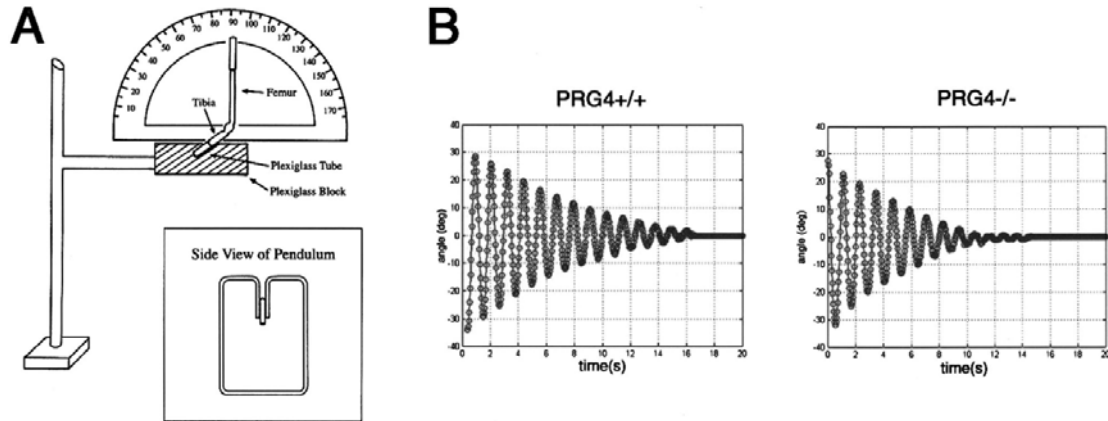 A
10
20
30
40
50
60
70
80
90
100
110
120
130
140
150
160
170
Femur
Tibia
Plexiglass Tube
Plexiglass Block
Side View of Pendulum
B
PRG4+/+
40
30
20
10
0
-10
-20
-30
-40
angle (deg)
0 2 4 6 8 10 12 14 16 18 20
time(s)
PRG4-/-
40
30
20
10
0
-10
-20
-30
-40
angle (deg)
0 2 4 6 8 10 12 14 16 18 20
time(s)